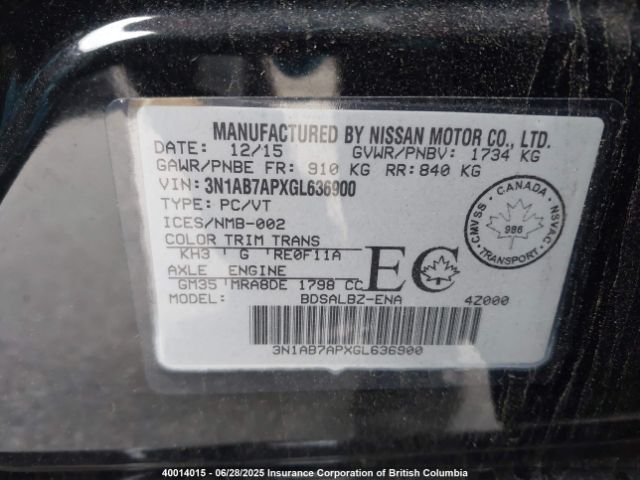 MANUFACTURED BY NISSAN MOTOR CO., LTD.
DATE: 12/15 GVWR/PNBV: 1734 KG
GAWR/PNBE FR: 910 KG RR: 840 KG
VIN: 3N1AB7APXGL636900
TYPE: PC/VT
ICES/NMB-002
COLOR TRIM TRANS
KH3 ' G 'RE0F11A
AXLE ENGINE
GM35 'MRA8DE 1798 CC
MODEL: BDSALBZ-ENA 4Z000
EC
CMVSS · CANADA · NSVAC · TRANSPORT ·
986
3N1AB7APXGL636900
40014015 - 06/28/2025 Insurance Corporation of British Columbia